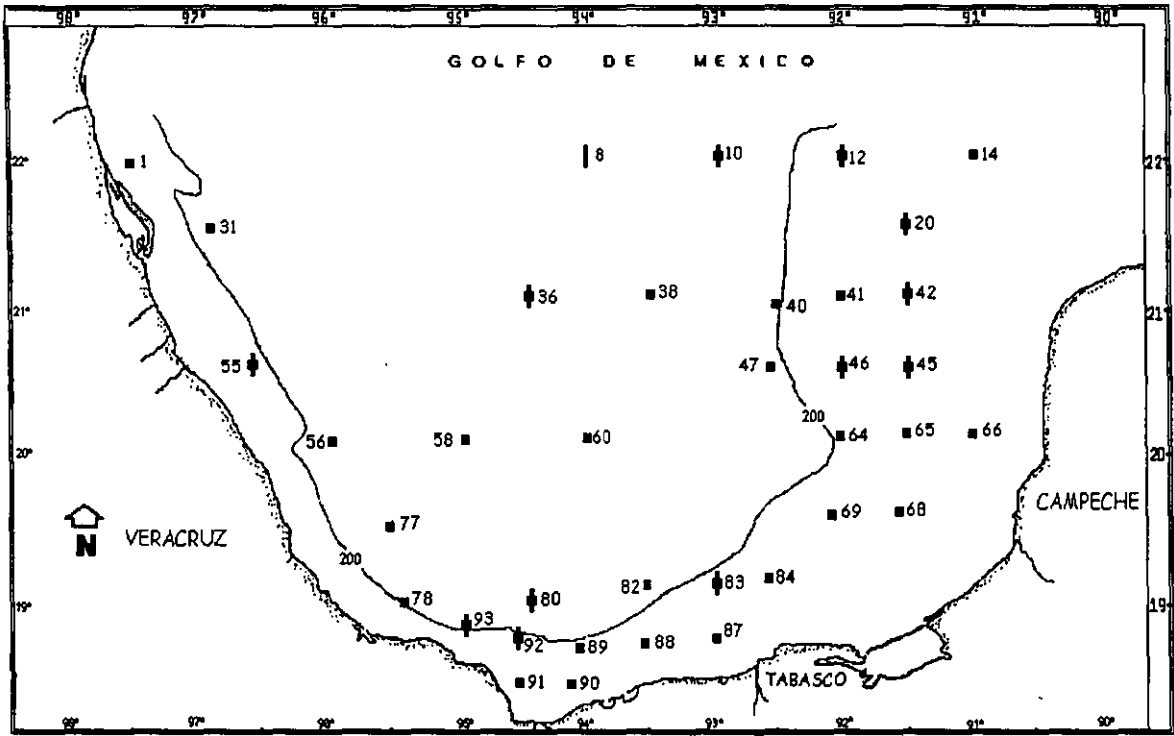 98° 97° 96° 95° 94° 93° 92° 91° 90°
GOLFO DE MEXICO
22° 1 8 10 12 14 22°
31 20
36 38 40 41 42
21° 21°
55 47 46 45
200
56 58 60 64 65 66
20° 20°
77 69 68 CAMPECHE
N VERACRUZ
200
78 80 82 83 84
19° 19°
93 92 89 88 87
91 90 TABASCO
98° 97° 96° 95° 94° 93° 92° 91° 90°